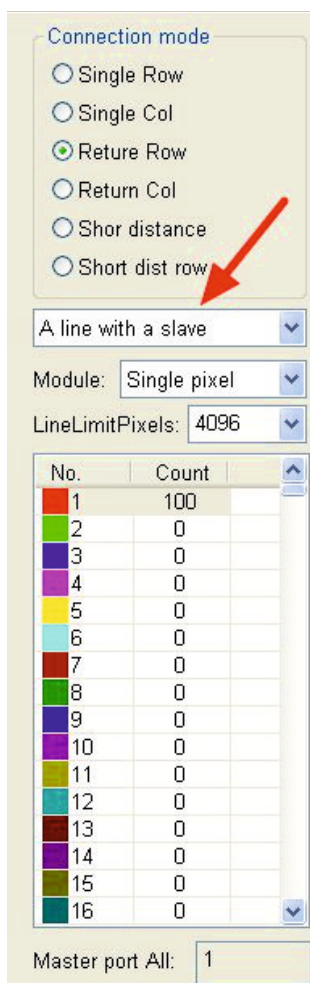 Connection mode
Single Row
Single Col
Reture Row
Return Col
Shor distance
Short dist row
A line with a slave
Module: Single pixel
LineLimitPixels: 4096
No. Count
1 100
2 0
3 0
4 0
5 0
6 0
7 0
8 0
9 0
10 0
11 0
12 0
13 0
14 0
15 0
16 0
Master port All: 1